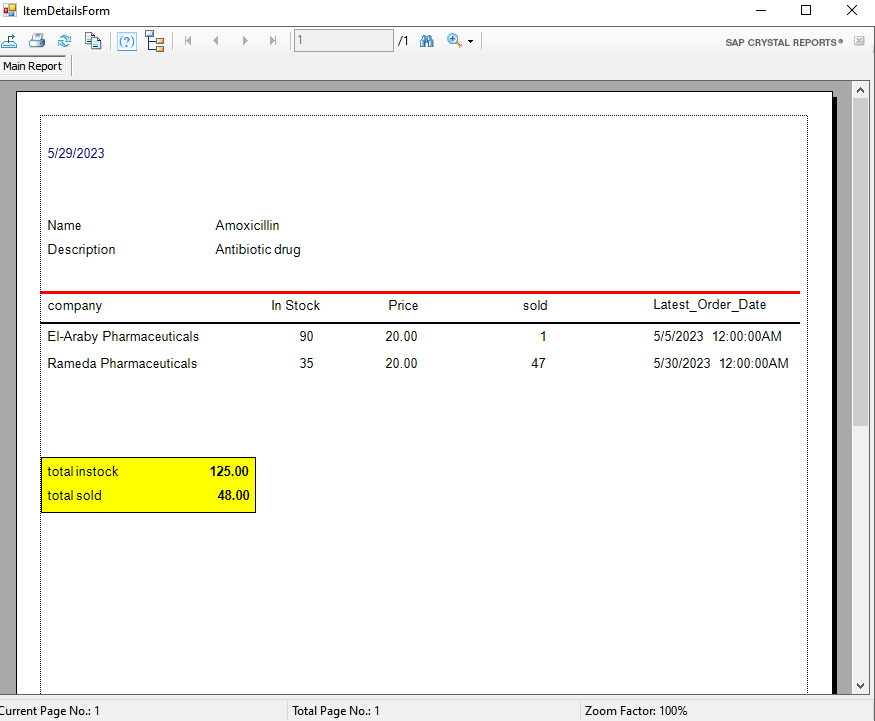 ItemDetailsForm
1 /1 SAP CRYSTAL REPORTS®
Main Report
5/29/2023
Name Amoxicillin
Description Antibiotic drug
company In Stock Price sold Latest_Order_Date
El-Araby Pharmaceuticals 90 20.00 1 5/5/2023 12:00:00AM
Rameda Pharmaceuticals 35 20.00 47 5/30/2023 12:00:00AM
total instock 125.00
total sold 48.00
Current Page No.: 1 Total Page No.: 1 Zoom Factor: 100%